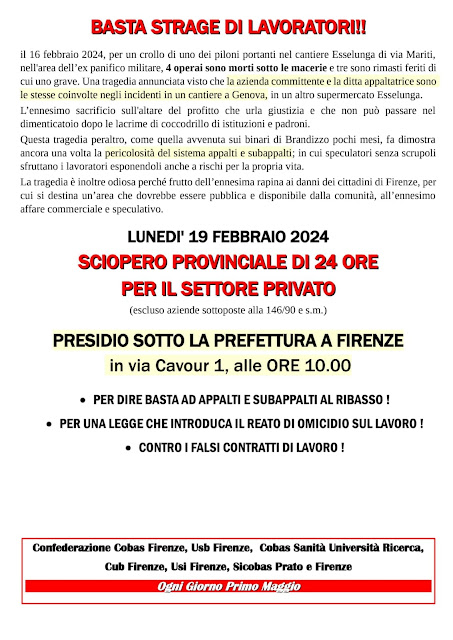 BASTA STRAGE DI LAVORATORI!!
il 16 febbraio 2024, per un crollo di uno dei piloni portanti nel cantiere Esselunga di via Mariti,
nell'area dell'ex panifico militare, 4 operai sono morti sotto le macerie e tre sono rimasti feriti di
cui uno grave. Una tragedia annunciata visto che la azienda committente e la ditta appaltatrice sono
le stesse coinvolte negli incidenti in un cantiere a Genova, in un altro supermercato Esselunga.
L'ennesimo sacrificio sull'altare del profitto che urla giustizia e che non può passare nel
dimenticatoio dopo le lacrime di coccodrillo di istituzioni e padroni.
Questa tragedia peraltro, come quella avvenuta sui binari di Brandizzo pochi mesi, fa dimostra
ancora una volta la pericolosità del sistema appalti e subappalti; in cui speculatori senza scrupoli
sfruttano i lavoratori esponendoli anche a rischi per la propria vita.
La tragedia è inoltre odiosa perché frutto dell'ennesima rapina ai danni dei cittadini di Firenze, per
cui si destina un'area che dovrebbe essere pubblica e disponibile dalla comunità, all'ennesimo
affare commerciale e speculativo.
LUNEDI' 19 FEBBRAIO 2024
SCIOPERO PROVINCIALE DI 24 ORE
PER IL SETTORE PRIVATO
(escluso aziende sottoposte alla 146/90 e s.m.)
PRESIDIO SOTTO LA PREFETTURA A FIRENZE
in via Cavour 1, alle ORE 10.00
• PER DIRE BASTA AD APPALTI E SUBAPPALTI AL RIBASSO !
• PER UNA LEGGE CHE INTRODUCA IL REATO DI OMICIDIO SUL LAVORO !
• CONTRO I FALSI CONTRATTI DI LAVORO !
Confederazione Cobas Firenze, Usb Firenze, Cobas Sanità Università Ricerca,
Cub Firenze, Usi Firenze, Sicobas Prato e Firenze
Ogni Giorno Primo Maggio